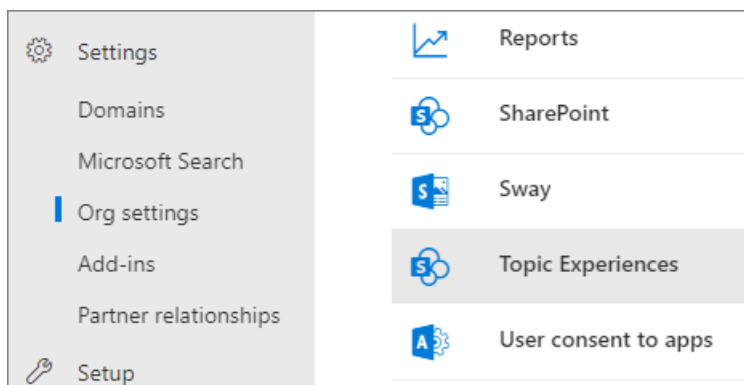 Settings
Domains
Microsoft Search
Org settings
Add-ins
Partner relationships
Setup
Reports
SharePoint
Sway
Topic Experiences
User consent to apps